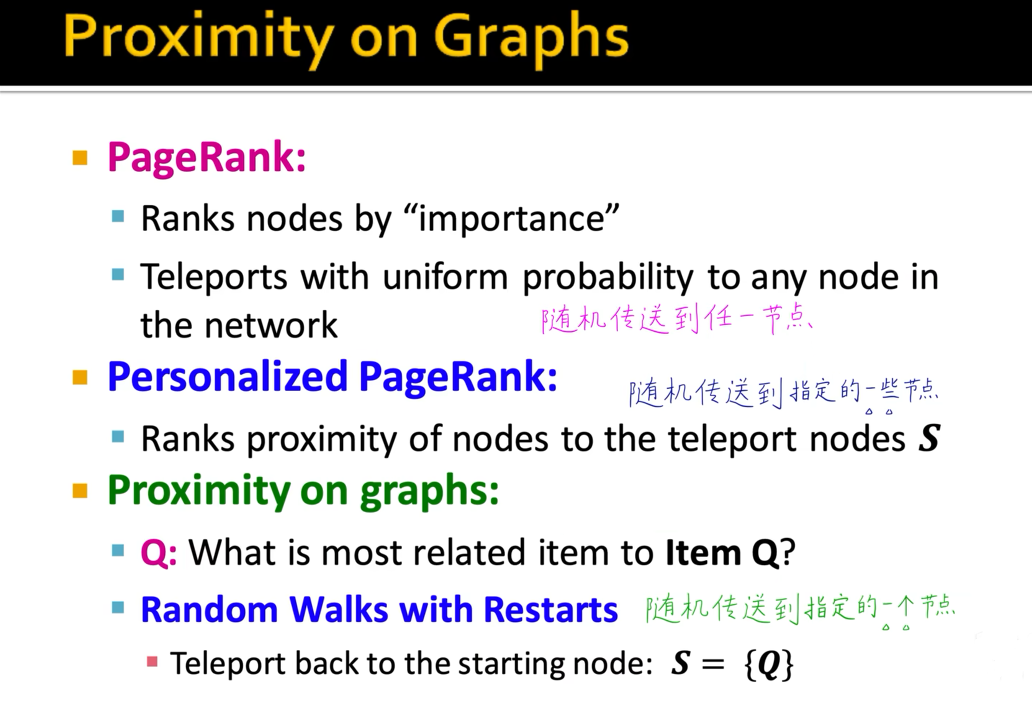 Proximity on Graphs
PageRank:
Ranks nodes by “importance”
Teleports with uniform probability to any node in
the network
随机传送到任一节点、
Personalized PageRank:
随机传送到指定的一些节点
Ranks proximity of nodes to the teleport nodes S
Proximity on graphs:
Q: What is most related item to Item Q?
Random Walks with Restarts
随机传送到指定的一个节点
Teleport back to the starting node: S = {Q}